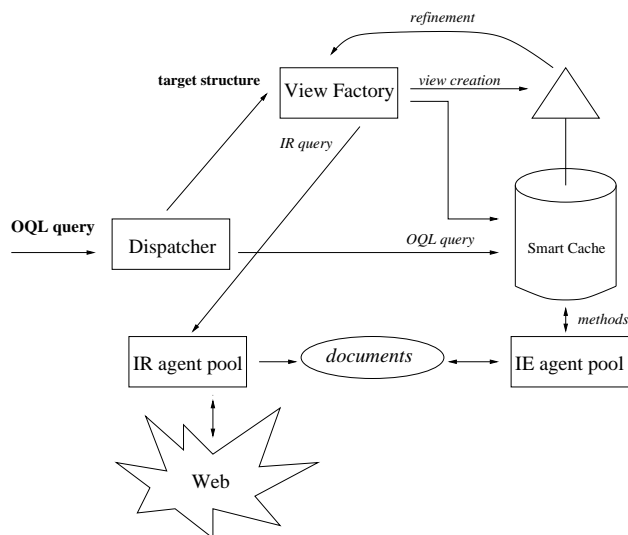 refinement
target structure
View Factory
view creation
IR query
OQL query
Dispatcher
OQL query
Smart Cache
methods
IR agent pool
documents
IE agent pool
Web